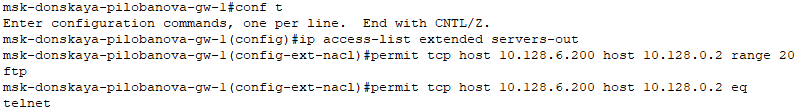 msk-donskaya-pilobanova-gw-1#conf t
Enter configuration commands, one per line.  End with CNTL/Z.
msk-donskaya-pilobanova-gw-1(config)#ip access-list extended servers-out
msk-donskaya-pilobanova-gw-1(config-ext-nacl)#permit tcp host 10.128.6.200 host 10.128.0.2 range 20
ftp
msk-donskaya-pilobanova-gw-1(config-ext-nacl)#permit tcp host 10.128.6.200 host 10.128.0.2 eq
telnet